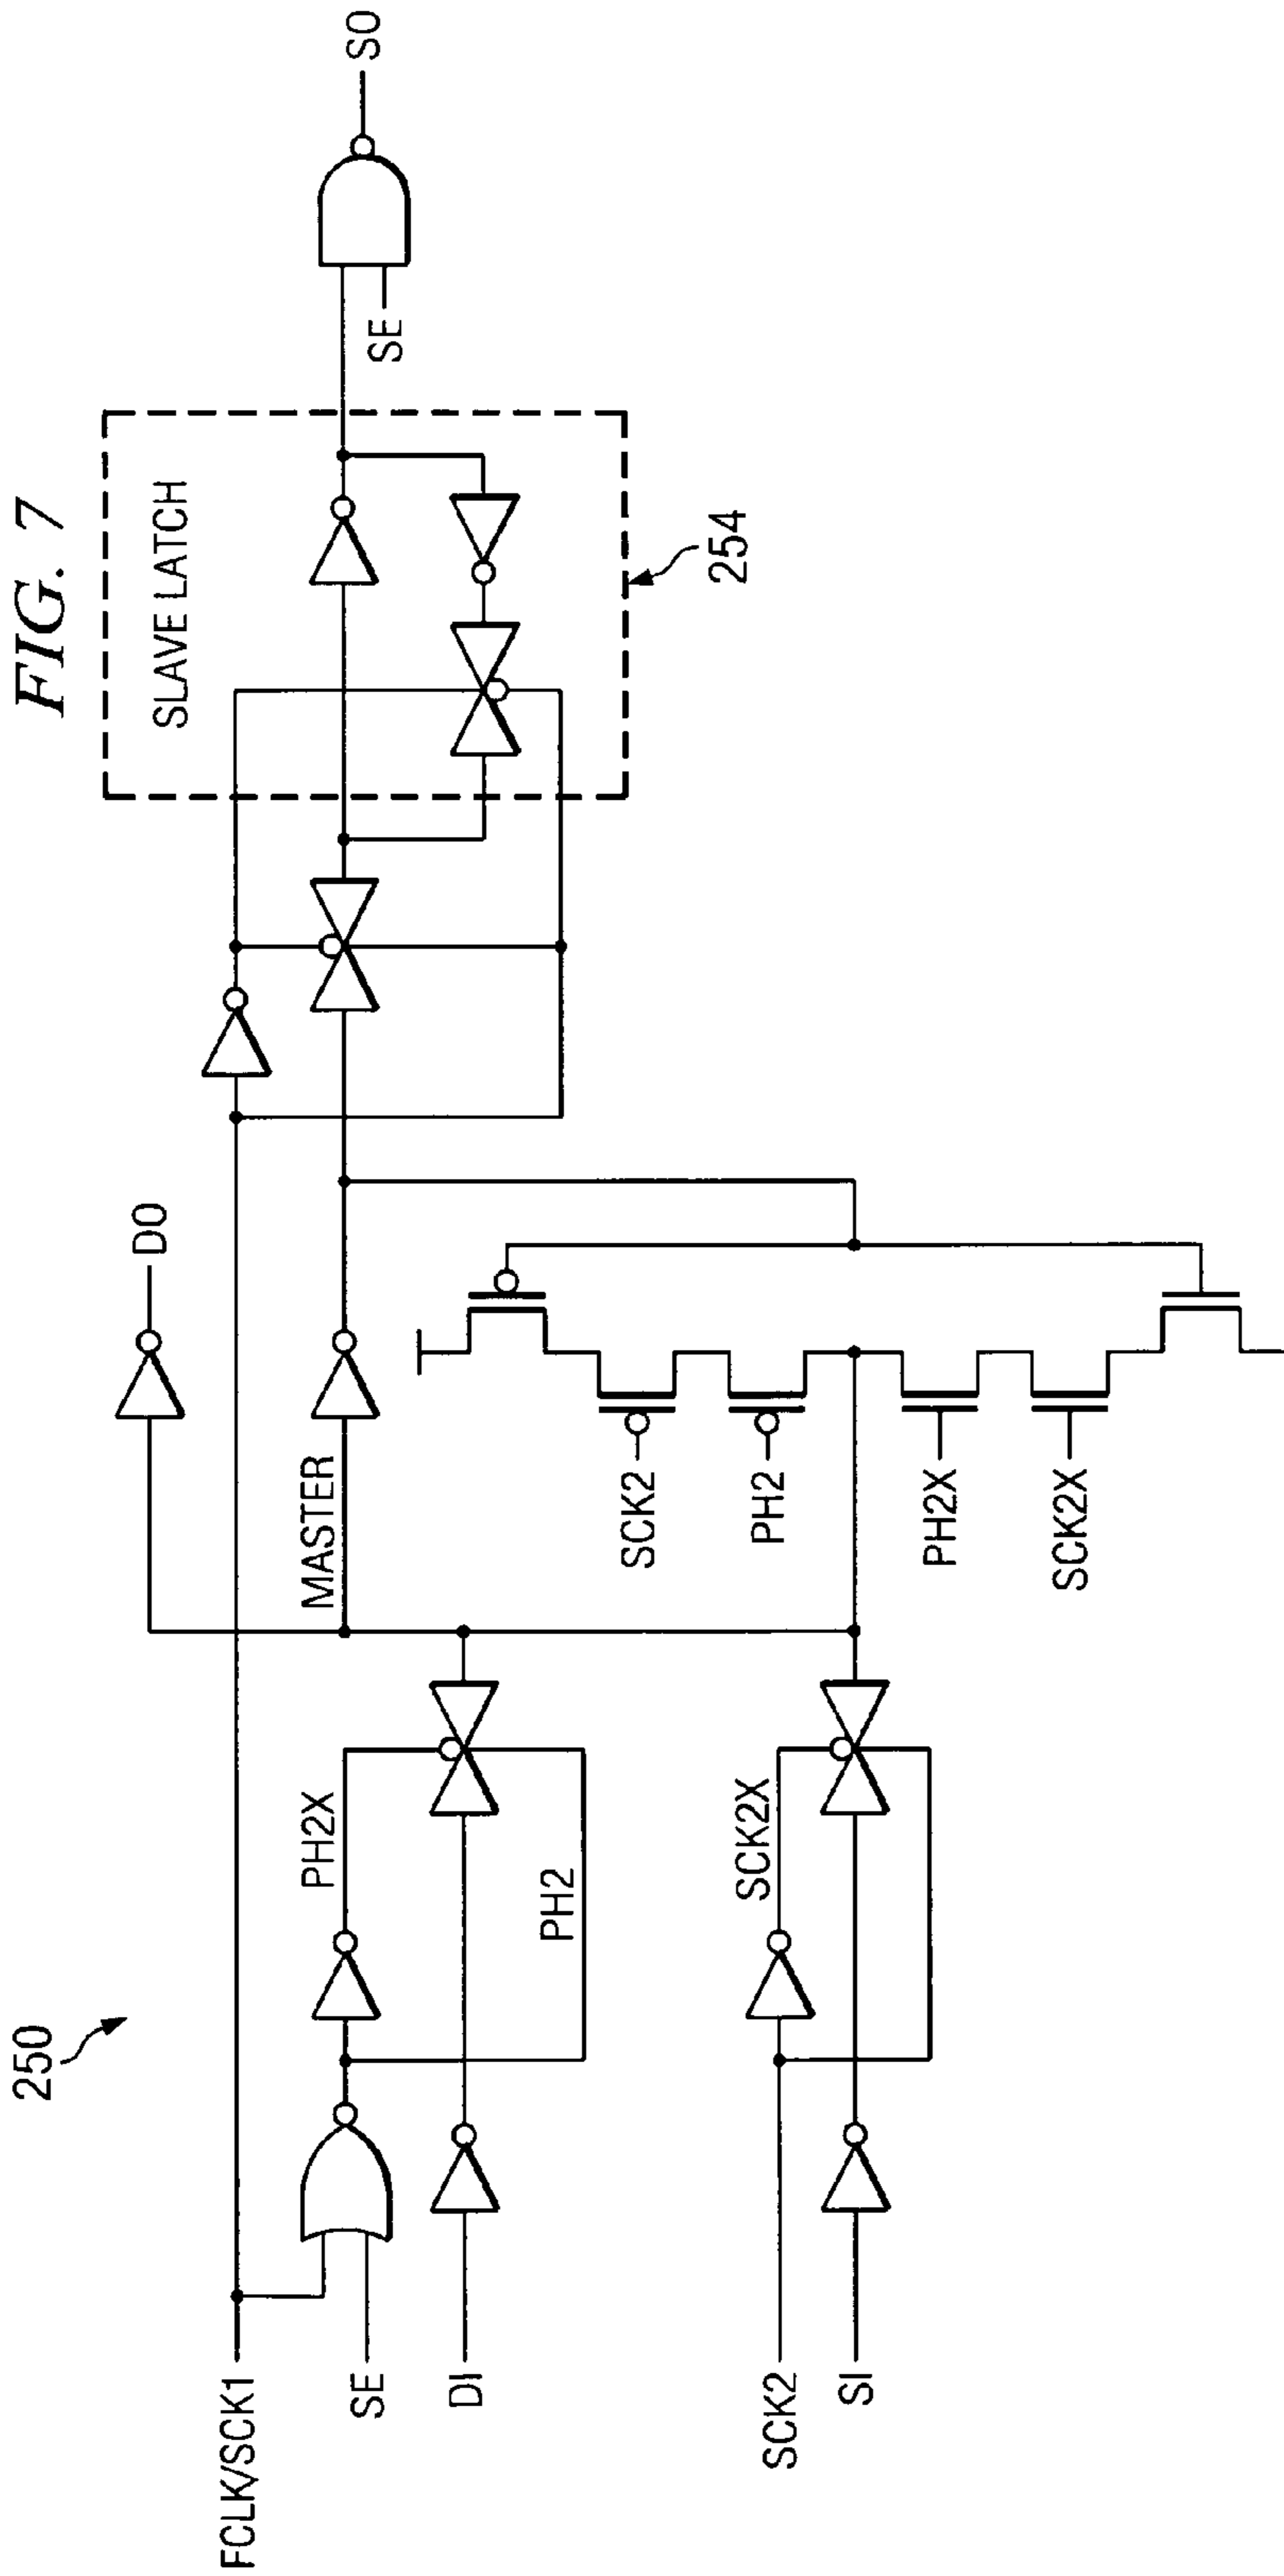 FIG. 7
250
FCLK/SCK1
SE
DI
SCK2
SI
PH2X
PH2
SCK2X
MASTER
DO
SCK2
PH2
PH2X
SCK2X
SLAVE LATCH
254
SE
SO